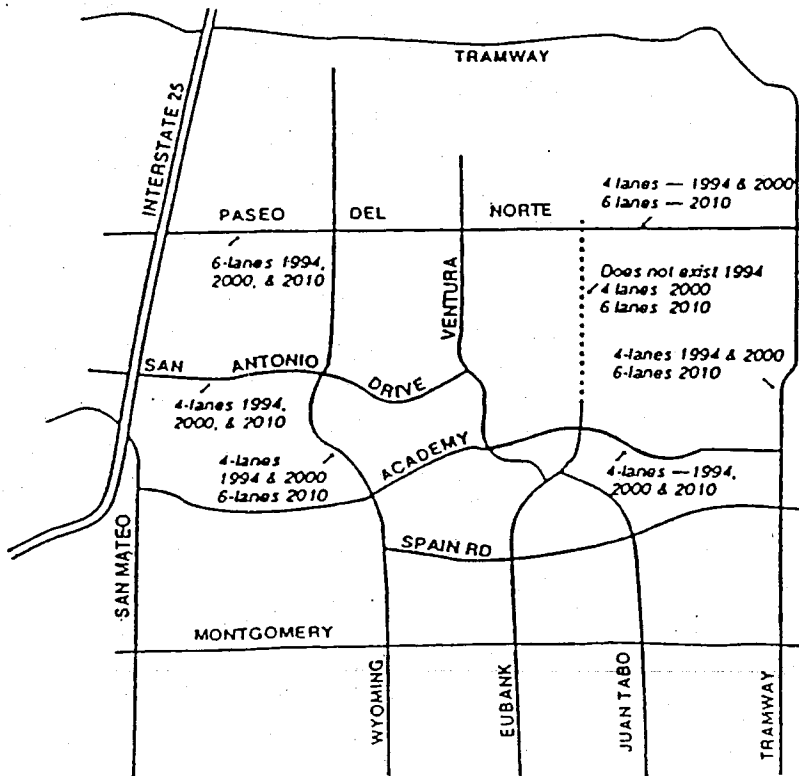 TRAMWAY
INTERSTATE 25
4 lanes — 1994 & 2000
6 lanes — 2010
PASEO DEL NORTE
6-lanes 1994,
2000, & 2010
VENTURA
Does not exist 1994
4 lanes 2000
6 lanes 2010
4-lanes 1994 & 2000
6-lanes 2010
SAN ANTONIO DRIVE
4-lanes 1994,
2000, & 2010
4-lanes
1994 & 2000
6-lanes 2010
ACADEMY
4-lanes — 1994,
2000 & 2010
SAN MATEO
SPAIN RD
MONTGOMERY
WYOMING
EUBANK
JUAN TABO
TRAMWAY